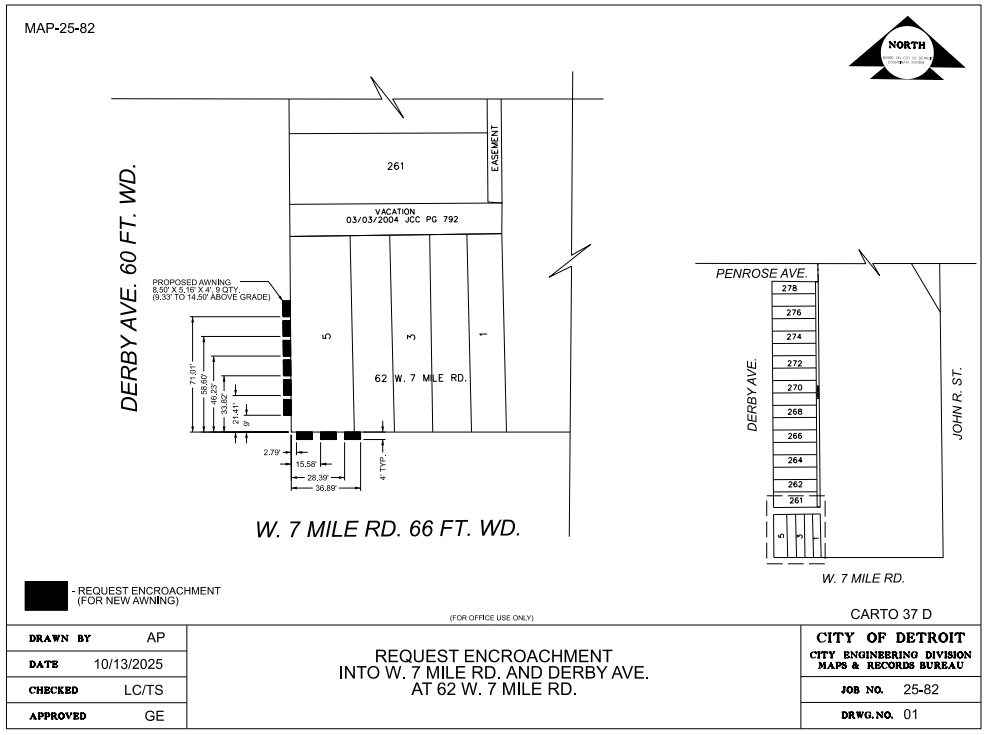 MAP-25-82
NORTH
BASED ON CITY OF DETROIT
COORDINATE SYSTEM
261
EASEMENT
VACATION
03/03/2004 JCC PG 792
DERBY AVE. 60 FT. WD.
PROPOSED AWNING
8.50' X 5.16' X 4', 9 QTY.
(9.33' TO 14.50' ABOVE GRADE)
5
3
1
62 W. 7 MILE RD.
71.01'
58.60'
46.23'
33.82'
21.41'
9'
2.79'
15.58'
28.39'
36.89'
4' TYP.
W. 7 MILE RD. 66 FT. WD.
PENROSE AVE.
278
276
274
272
270
268
266
264
262
261
5
3
1
DERBY AVE.
JOHN R. ST.
W. 7 MILE RD.
- REQUEST ENCROACHMENT
(FOR NEW AWNING)
(FOR OFFICE USE ONLY)
CARTO 37 D
DRAWN BY AP
DATE 10/13/2025
CHECKED LC/TS
APPROVED GE
REQUEST ENCROACHMENT
INTO W. 7 MILE RD. AND DERBY AVE.
AT 62 W. 7 MILE RD.
CITY OF DETROIT
CITY ENGINEERING DIVISION
MAPS & RECORDS BUREAU
JOB NO. 25-82
DRWG. NO. 01